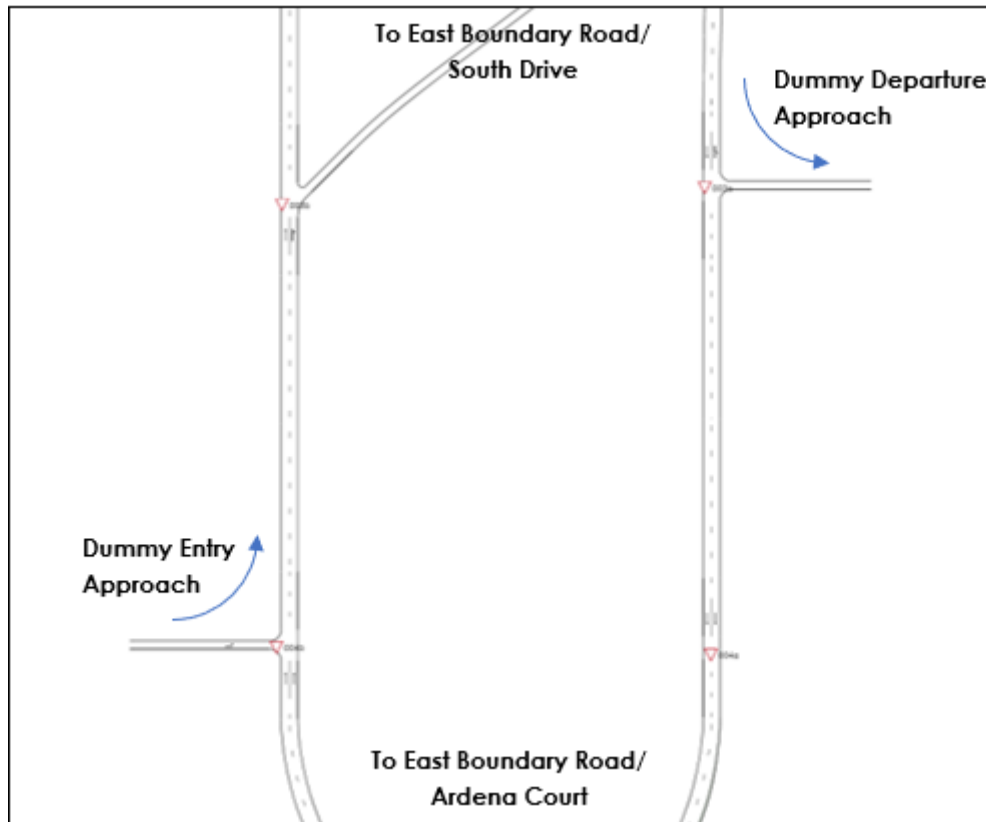 To East Boundary Road/
South Drive
Dummy Departure
Approach
Dummy Entry
Approach
To East Boundary Road/
Ardena Court